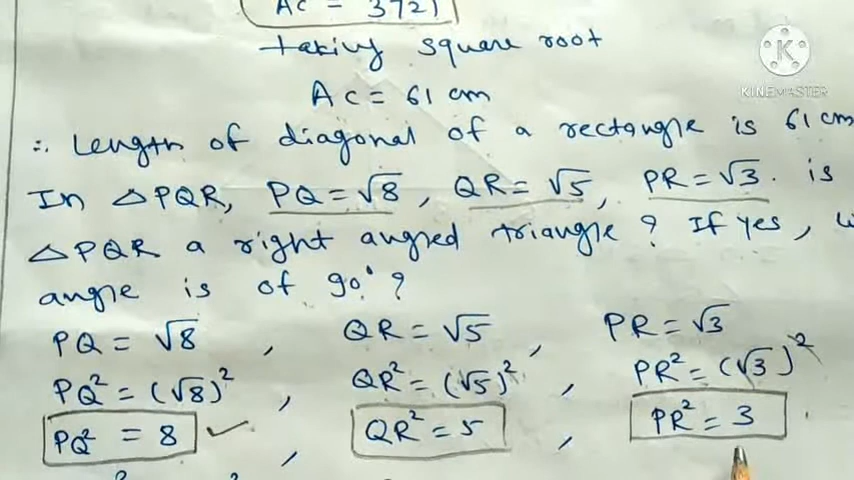 AC = 3721
taking square root
AC = 61 cm
KINEMASTER
∴ Length of diagonal of a rectangle is 61 cm
In △PQR, PQ = √8 , QR = √5, PR = √3. is
△PQR a right angled triangle ? If yes,
angle is of 90° ?
PQ = √8 , QR = √5 , PR = √3
PQ² = (√8)² , QR² = (√5)² , PR² = (√3)²
PQ² = 8 ✓ , QR² = 5 , PR² = 3